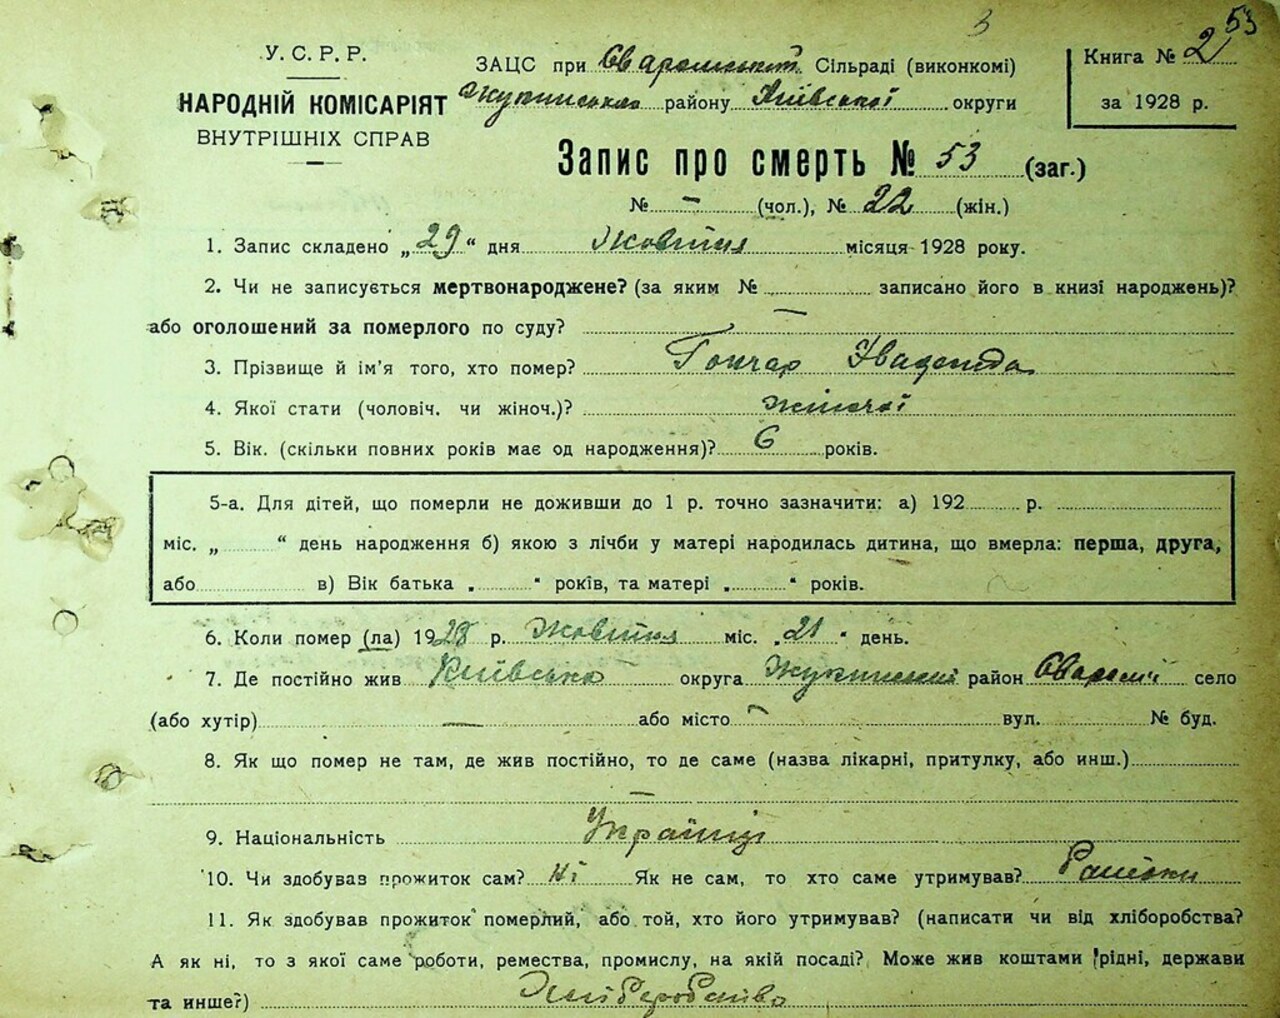 3
53
У. С. Р. Р.
НАРОДНІЙ КОМІСАРІЯТ
ВНУТРІШНІХ СПРАВ
ЗАЦС при Сваромський Сільраді (виконкомі)
Жукинського району Київської округи
Книга № 2
за 1928 р.
Запис про смерть № 53 (заг.)
№ – (чол.), № 22 (жін.)
1. Запис складено „29“ дня Жовтня місяця 1928 року.
2. Чи не записується мертвонароджене? (за яким № записано його в книзі народжень)?
або оголошений за померлого по суду? —
3. Прізвище й ім'я того, хто помер? Гончар
4. Якої стати (чоловіч. чи жіноч.)? жіночої
5. Вік. (скільки повних років має од народження)? 6 років.
5-а. Для дітей, що померли не доживши до 1 р. точно зазначити: а) 192 р.
міс. „ “ день народження б) якою з лічби у матері народилась дитина, що вмерла: перша, друга,
або в) Вік батька „ “ років, та матері „ “ років.
6. Коли помер (ла) 1928 р. Жовтня міс. „21“ день.
7. Де постійно жив Київська округа Жукинский район Сваромі село
(або хутір) — або місто – вул. № буд.
8. Як що помер не там, де жив постійно, то де саме (назва лікарні, притулку, або инш.)
—
9. Національність Українці
10. Чи здобував прожиток сам? Ні Як не сам, то хто саме утримував?
11. Як здобував прожиток померлий, або той, хто його утримував? (написати чи від хліборобства?
А як ні, то з якої саме роботи, ремества, промислу, на якій посаді? Може жив коштами рідні, держави
та инше?) Хліборобство